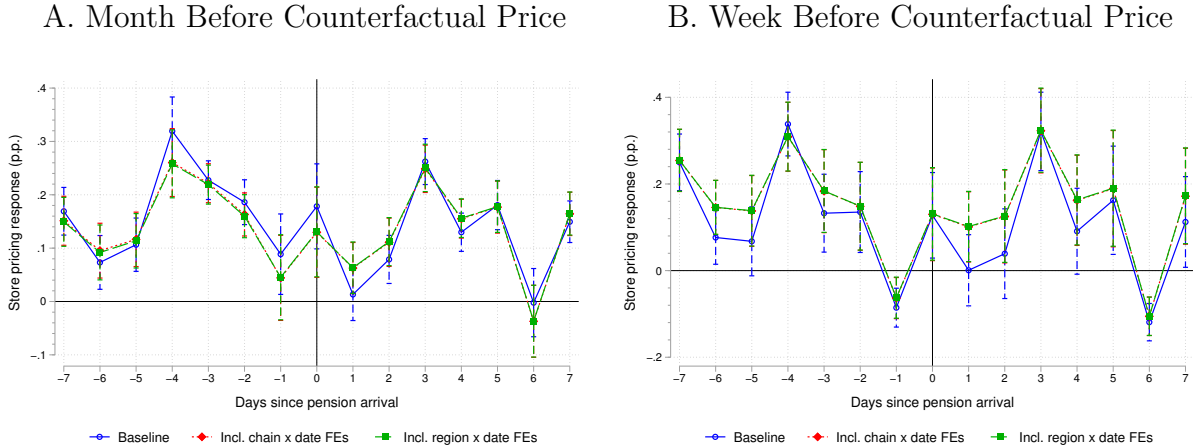 A. Month Before Counterfactual Price
B. Week Before Counterfactual Price
Store pricing response (p.p.)
.4
.3
.2
.1
0
-.1
-7 -6 -5 -4 -3 -2 -1 0 1 2 3 4 5 6 7
Days since pension arrival
Baseline Incl. chain x date FEs Incl. region x date FEs
Store pricing response (p.p.)
.4
.2
0
-.2
-7 -6 -5 -4 -3 -2 -1 0 1 2 3 4 5 6 7
Days since pension arrival
Baseline Incl. chain x date FEs Incl. region x date FEs